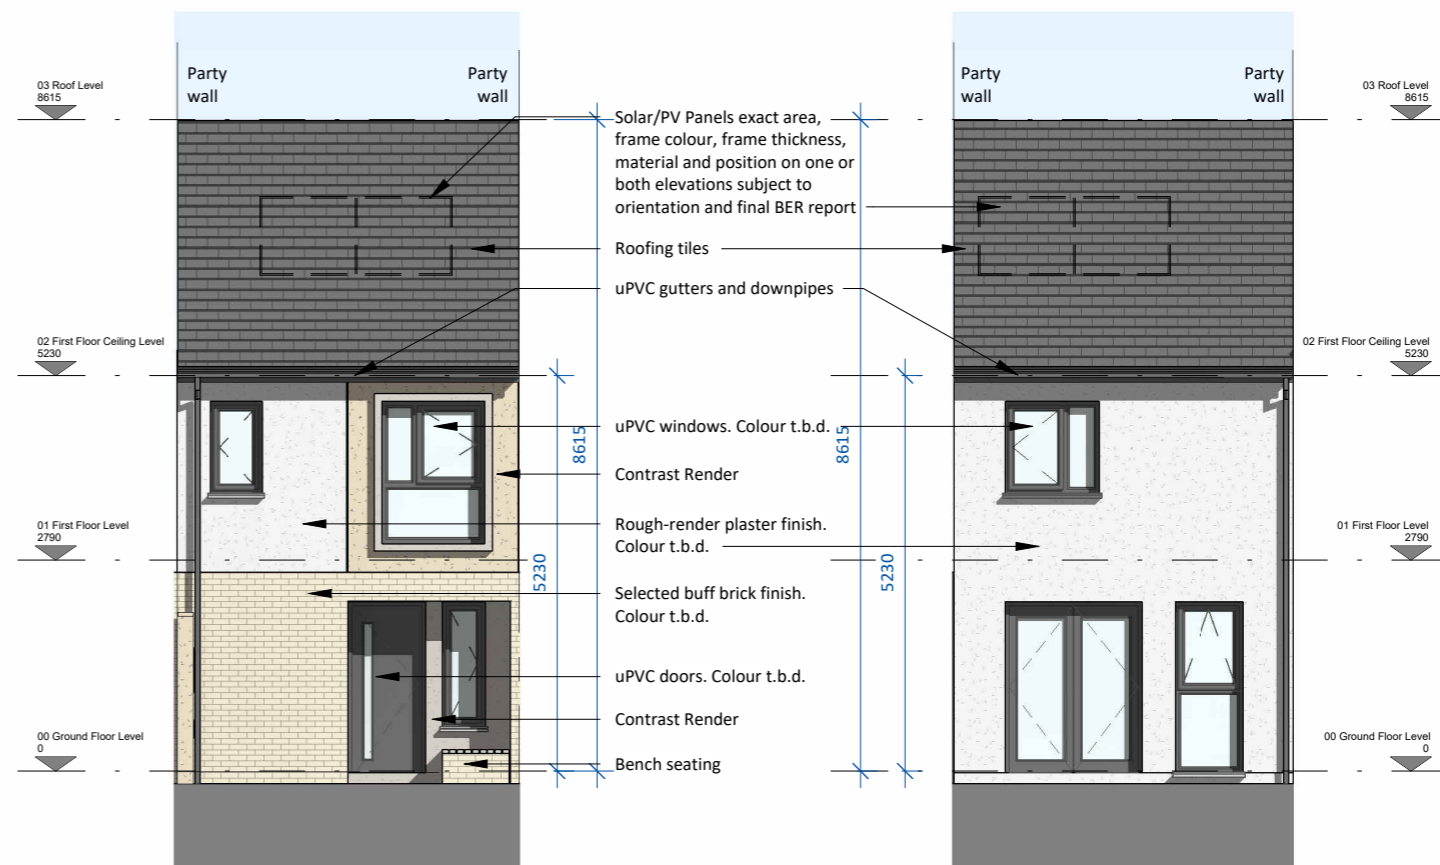 Party
wall
Party
wall
03 Roof Level
8615
02 First Floor Ceiling Level
5230
01 First Floor Level
2790
00 Ground Floor Level
0
8615
5230
Solar/PV Panels exact area,
frame colour, frame thickness,
material and position on one or
both elevations subject to
orientation and final BER report
Roofing tiles
uPVC gutters and downpipes
uPVC windows. Colour t.b.d.
Contrast Render
Rough-render plaster finish.
Colour t.b.d.
Selected buff brick finish.
Colour t.b.d.
uPVC doors. Colour t.b.d.
Contrast Render
Bench seating
8615
5230
Party
wall
Party
wall
03 Roof Level
8615
02 First Floor Ceiling Level
5230
01 First Floor Level
2790
00 Ground Floor Level
0